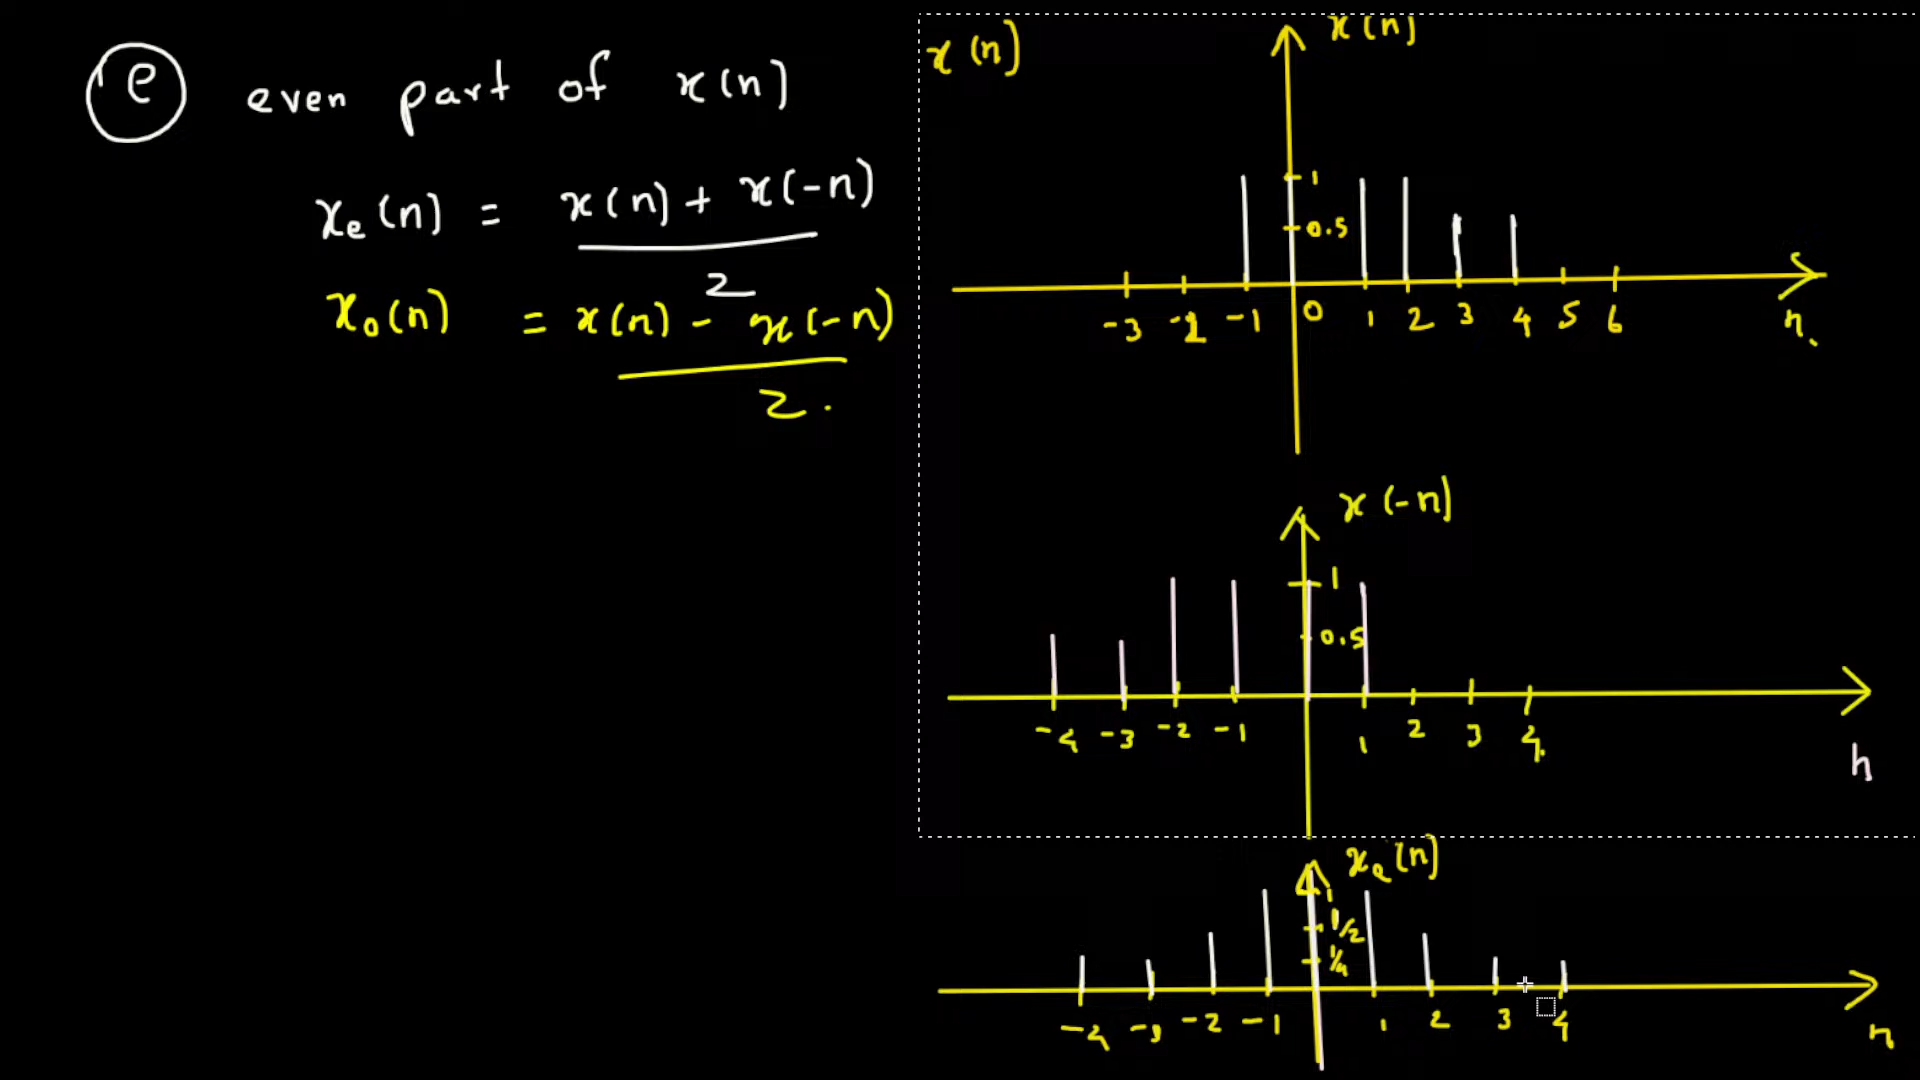 e even part of x(n)
xe(n) = x(n) + x(-n)
2
xo(n) = x(n) - x(-n)
2.
x(n)
x(n)
1
0.5
-3 -2 -1 0 1 2 3 4 5 6 n.
x(-n)
1
0.5
-4 -3 -2 -1 1 2 3 4.
n
xe(n)
1
1/2
1/4
-4 -3 -2 -1 1 2 3 4 n